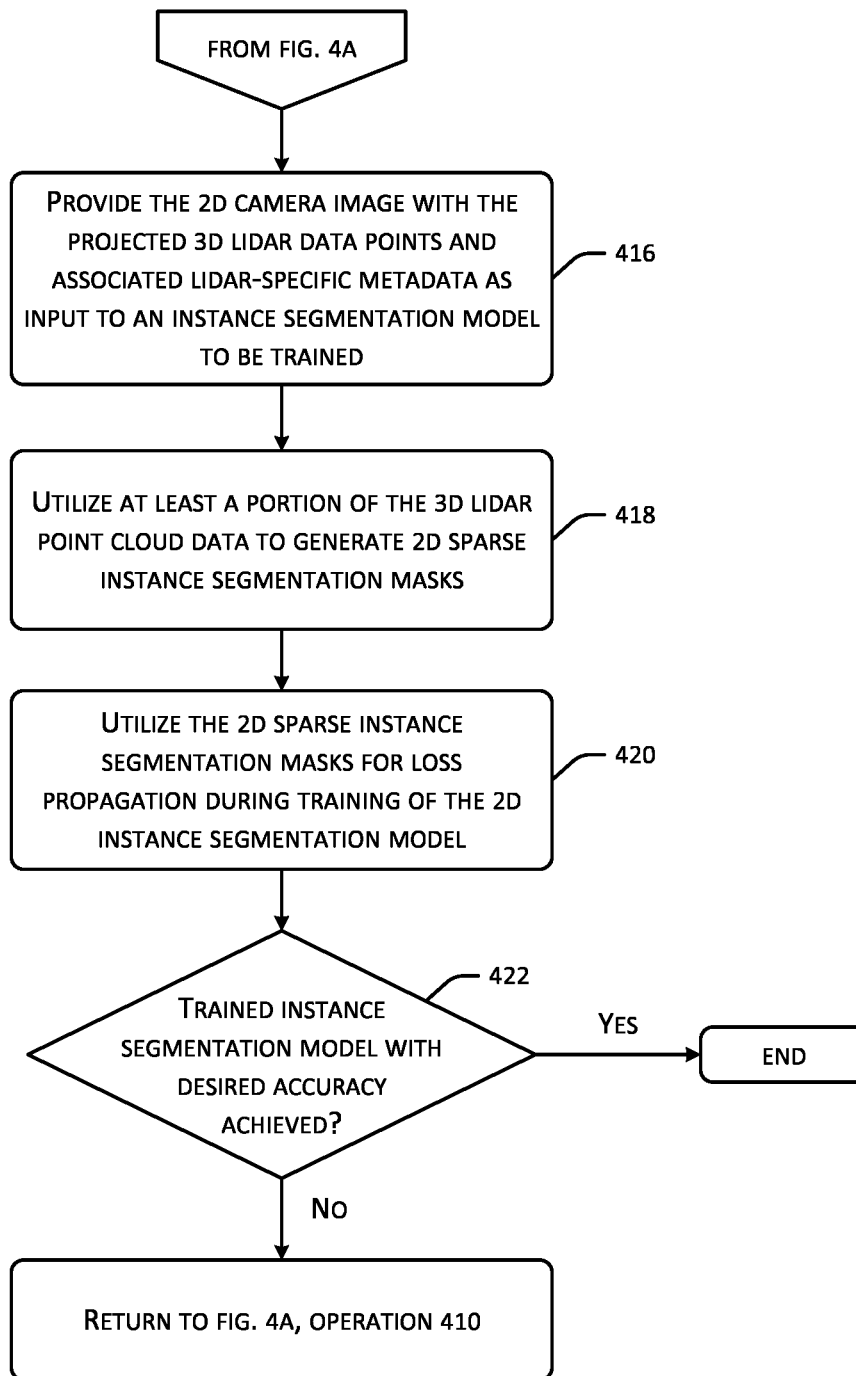 FROM FIG. 4A
PROVIDE THE 2D CAMERA IMAGE WITH THE
PROJECTED 3D LIDAR DATA POINTS AND
ASSOCIATED LIDAR-SPECIFIC METADATA AS
INPUT TO AN INSTANCE SEGMENTATION MODEL
TO BE TRAINED
416
UTILIZE AT LEAST A PORTION OF THE 3D LIDAR
POINT CLOUD DATA TO GENERATE 2D SPARSE
INSTANCE SEGMENTATION MASKS
418
UTILIZE THE 2D SPARSE INSTANCE
SEGMENTATION MASKS FOR LOSS
PROPAGATION DURING TRAINING OF THE 2D
INSTANCE SEGMENTATION MODEL
420
TRAINED INSTANCE
SEGMENTATION MODEL WITH
DESIRED ACCURACY
ACHIEVED?
422
YES
END
NO
RETURN TO FIG. 4A, OPERATION 410